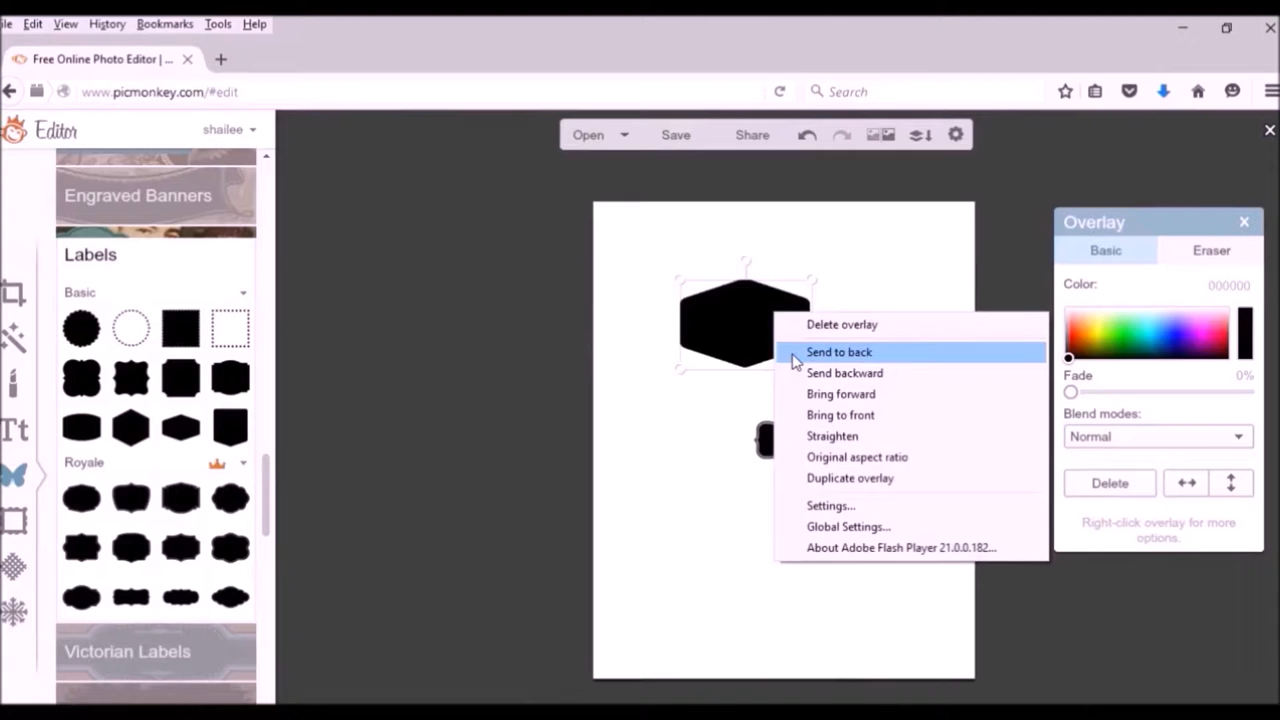 ile Edit View History Bookmarks Tools Help
Free Online Photo Editor | ...
www.picmonkey.com/#edit
Search
Editor
shailee
Open Save Share
Engraved Banners
Labels
Basic
Royale
Victorian Labels
Tt
Delete overlay
Send to back
Send backward
Bring forward
Bring to front
Straighten
Original aspect ratio
Duplicate overlay
Settings...
Global Settings...
About Adobe Flash Player 21.0.0.182...
Overlay
Basic Eraser
Color: 000000
Fade 0%
Blend modes:
Normal
Delete
Right-click overlay for more
options.